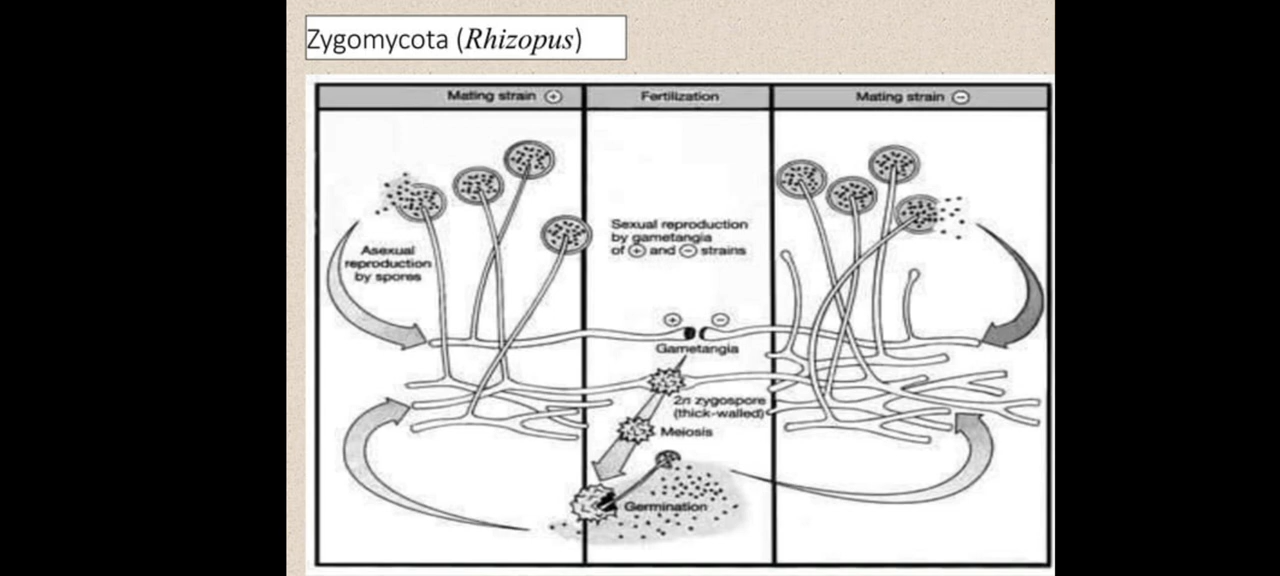 Zygomycota (Rhizopus)
Mating strain +
Fertilization
Mating strain −
Sexual reproduction
by gametangia
of + and − strains
Asexual
reproduction
by spores
+ −
Gametangia
2n zygospore
(thick-walled)
Meiosis
Germination